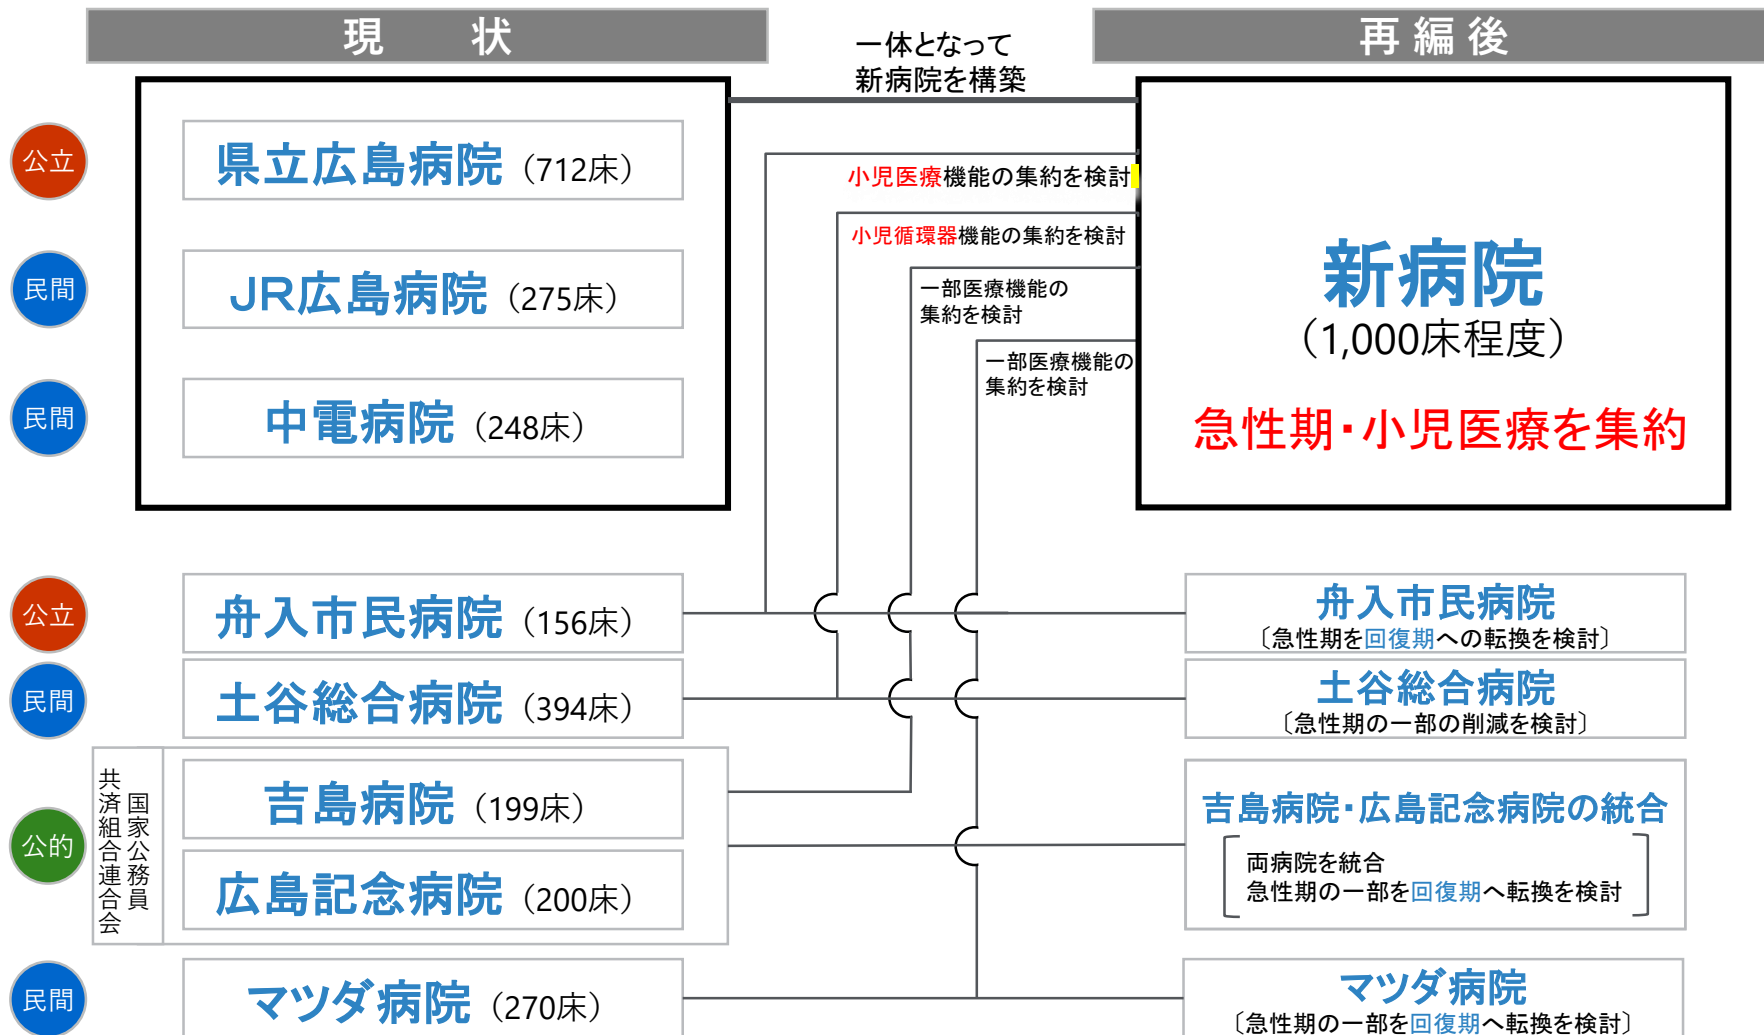 現 状
再編後
一体となって
新病院を構築
公立
県立広島病院（712床）
民間
JR広島病院（275床）
民間
中電病院（248床）
小児医療機能の集約を検討
小児循環器機能の集約を検討
一部医療機能の
集約を検討
一部医療機能の
集約を検討
新病院
（1,000床程度）
急性期・小児医療を集約
公立
舟入市民病院（156床）
舟入市民病院
〔急性期を回復期への転換を検討〕
民間
土谷総合病院（394床）
土谷総合病院
〔急性期の一部の削減を検討〕
公的
国家公務員
共済組合連合会
吉島病院（199床）
広島記念病院（200床）
吉島病院・広島記念病院の統合
両病院を統合
急性期の一部を回復期へ転換を検討
民間
マツダ病院（270床）
マツダ病院
〔急性期の一部を回復期へ転換を検討〕